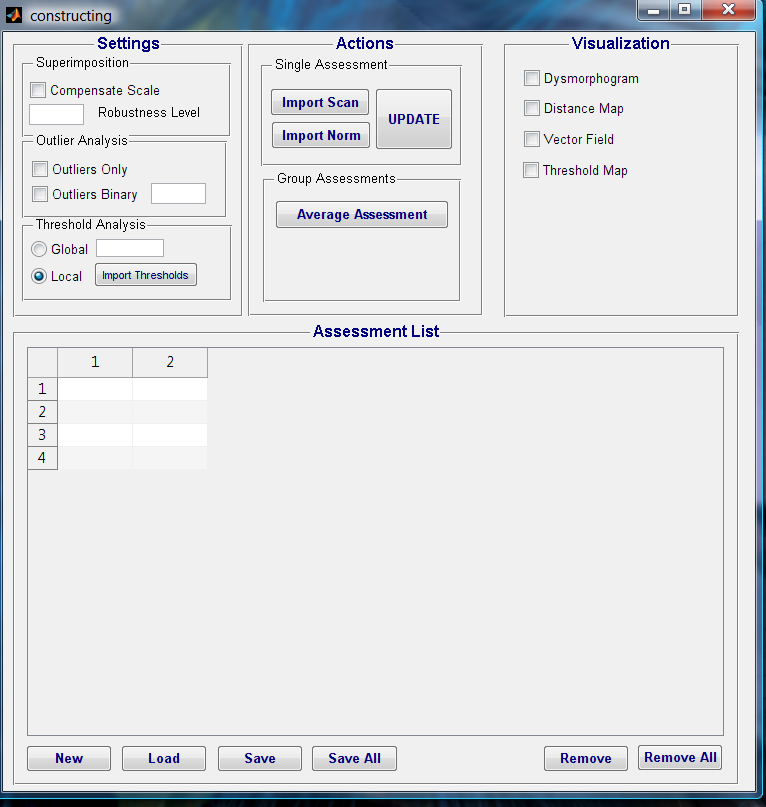 constructing
Settings
Superimposition
Compensate Scale
Robustness Level
Outlier Analysis
Outliers Only
Outliers Binary
Threshold Analysis
Global
Local Import Thresholds
Actions
Single Assessment
Import Scan
Import Norm
UPDATE
Group Assessments
Average Assessment
Visualization
Dysmorphogram
Distance Map
Vector Field
Threshold Map
Assessment List
1 2
1
2
3
4
New Load Save Save All Remove Remove All